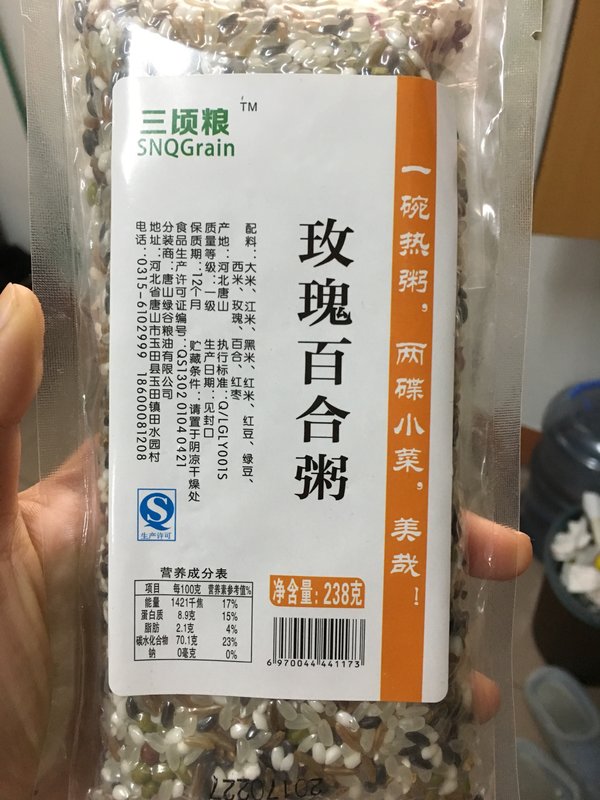 三顷粮
TM
SNQGrain
一碗热粥，两碟小菜，美哉！
玫瑰百合粥
配料：大米、江米、黑米、红米、红豆、绿豆、
西米、玫瑰、百合、红枣
产地：河北唐山 执行标准：Q/LGLY001S
质量等级：一级 生产日期：见封口
保质期：12个月 贮藏条件：请置于阴凉干燥处
食品生产许可证编号：QS1302 0104 0421
分装商：唐山绿谷粮油有限公司
地址：河北省唐山市玉田县玉田镇田水园村
电话：0315-6102999 18600081208
生产许可
营养成分表
项目 每100克 营养素参考值%
能量 1421千焦 17%
蛋白质 8.9克 15%
脂肪 2.1克 4%
碳水化合物 70.1克 23%
钠 0毫克 0%
净含量：238克
6 970044 441173
20170227